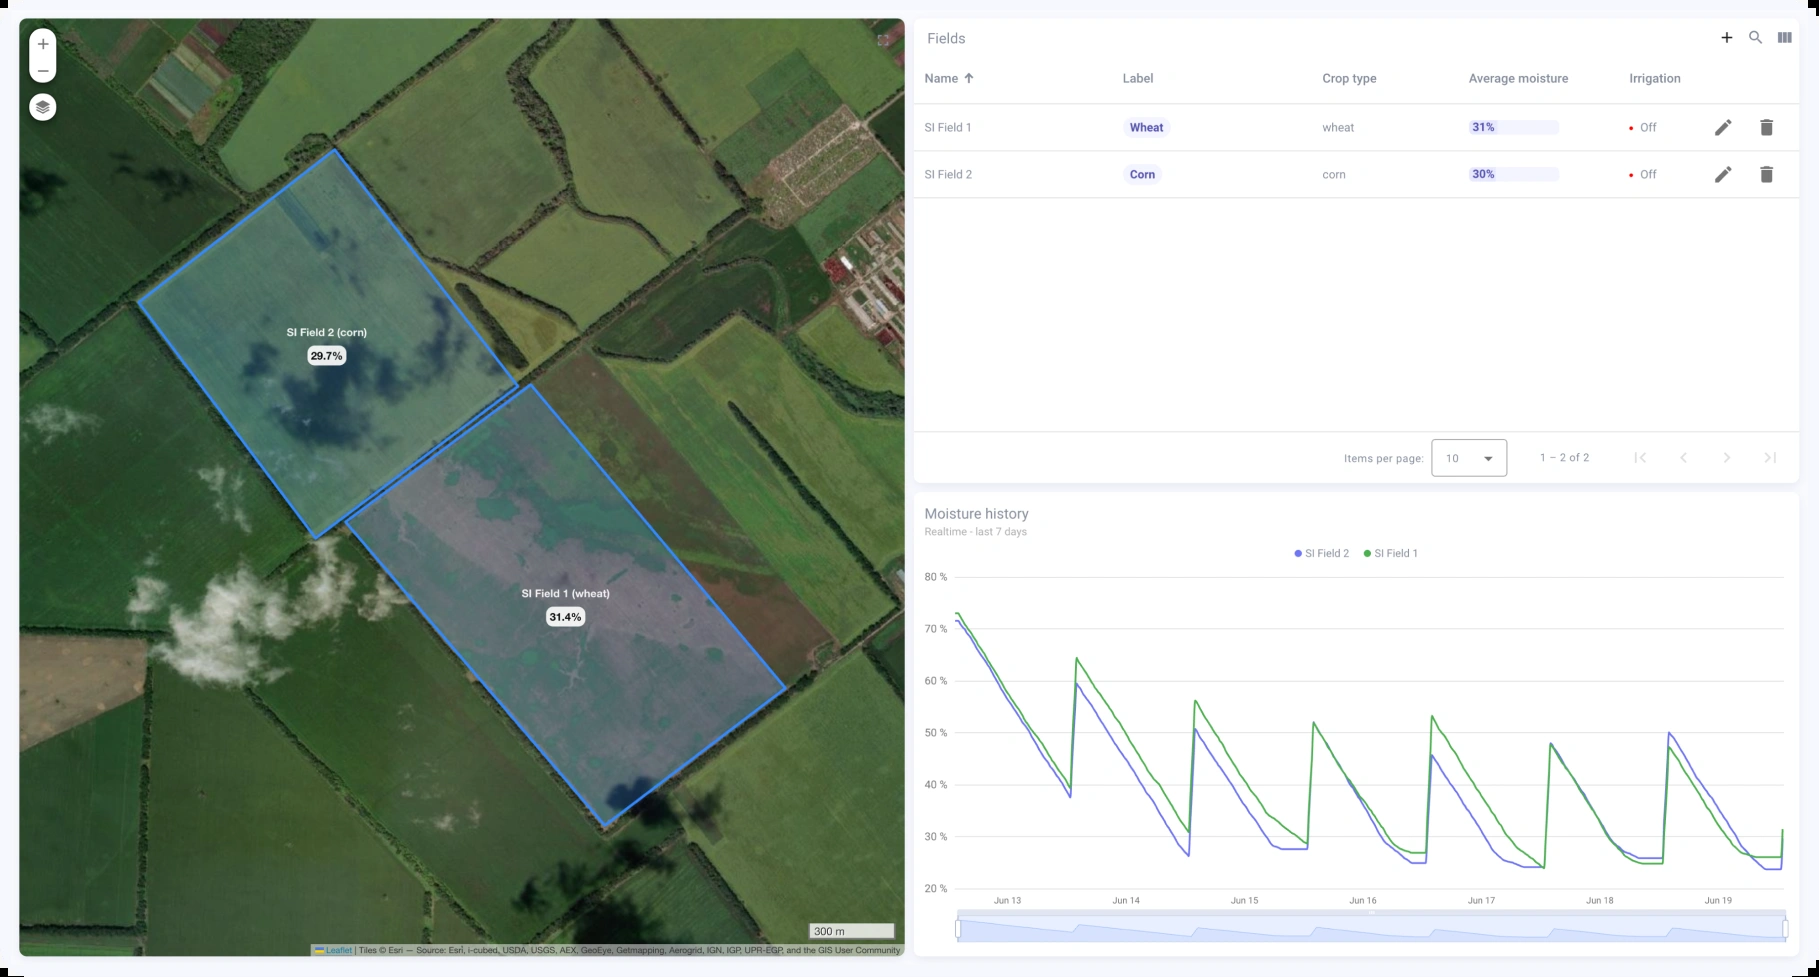 +
−
SI Field 2 (corn)
29.7%
SI Field 1 (wheat)
31.4%
300 m
Leaflet | Tiles © Esri — Source: Esri, i-cubed, USDA, USGS, AEX, GeoEye, Getmapping, Aerogrid, IGN, IGP, UPR-EGP, and the GIS User Community
Fields
Name Label Crop type Average moisture Irrigation
SI Field 1 Wheat wheat 31% Off
SI Field 2 Corn corn 30% Off
Items per page: 10 1 – 2 of 2
Moisture history
Realtime - last 7 days
SI Field 2 SI Field 1
80 %
70 %
60 %
50 %
40 %
30 %
20 %
Jun 13 Jun 14 Jun 15 Jun 16 Jun 17 Jun 18 Jun 19